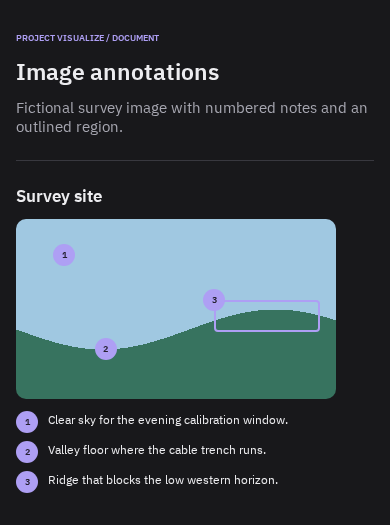 PROJECT VISUALIZE / DOCUMENT
Image annotations
Fictional survey image with numbered notes and an
outlined region.
Survey site
1
3
2
1 Clear sky for the evening calibration window.
2 Valley floor where the cable trench runs.
3 Ridge that blocks the low western horizon.